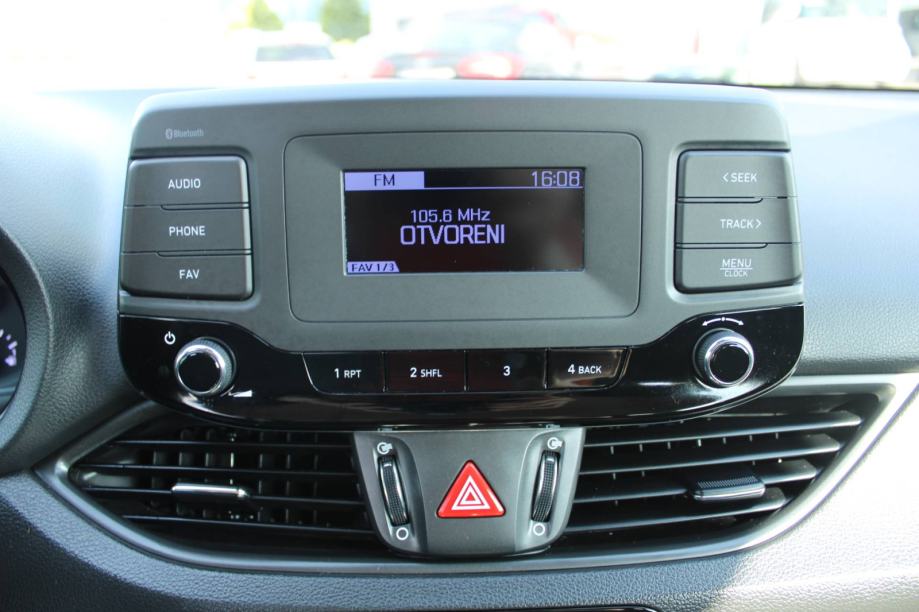 Bluetooth
AUDIO
PHONE
FAV
FM 16:08
105.6 MHz
OTVORENI
FAV 1/3
< SEEK
TRACK >
MENU
CLOCK
1 RPT
2 SHFL
3
4 BACK